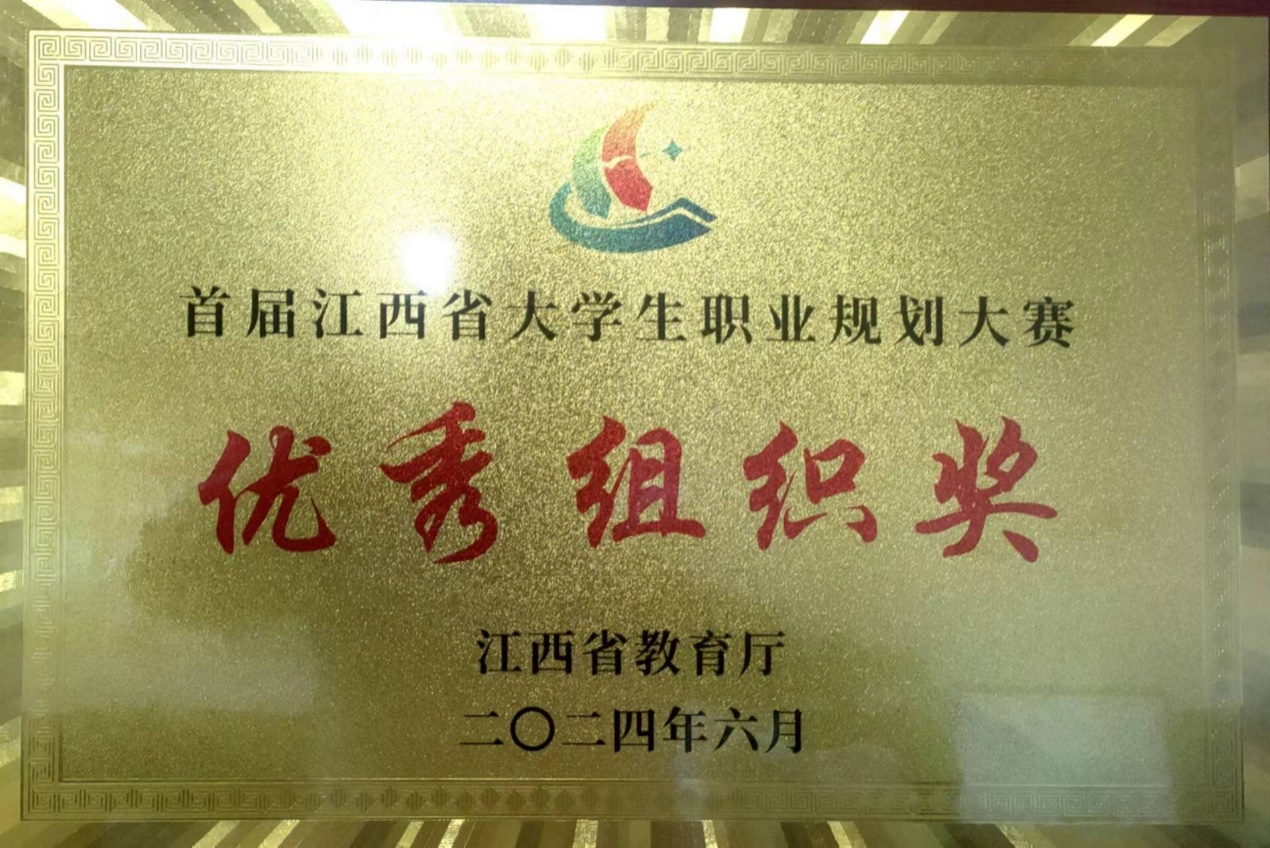 首届江西省大学生职业规划大赛
优秀组织奖
江西省教育厅
二〇二四年六月